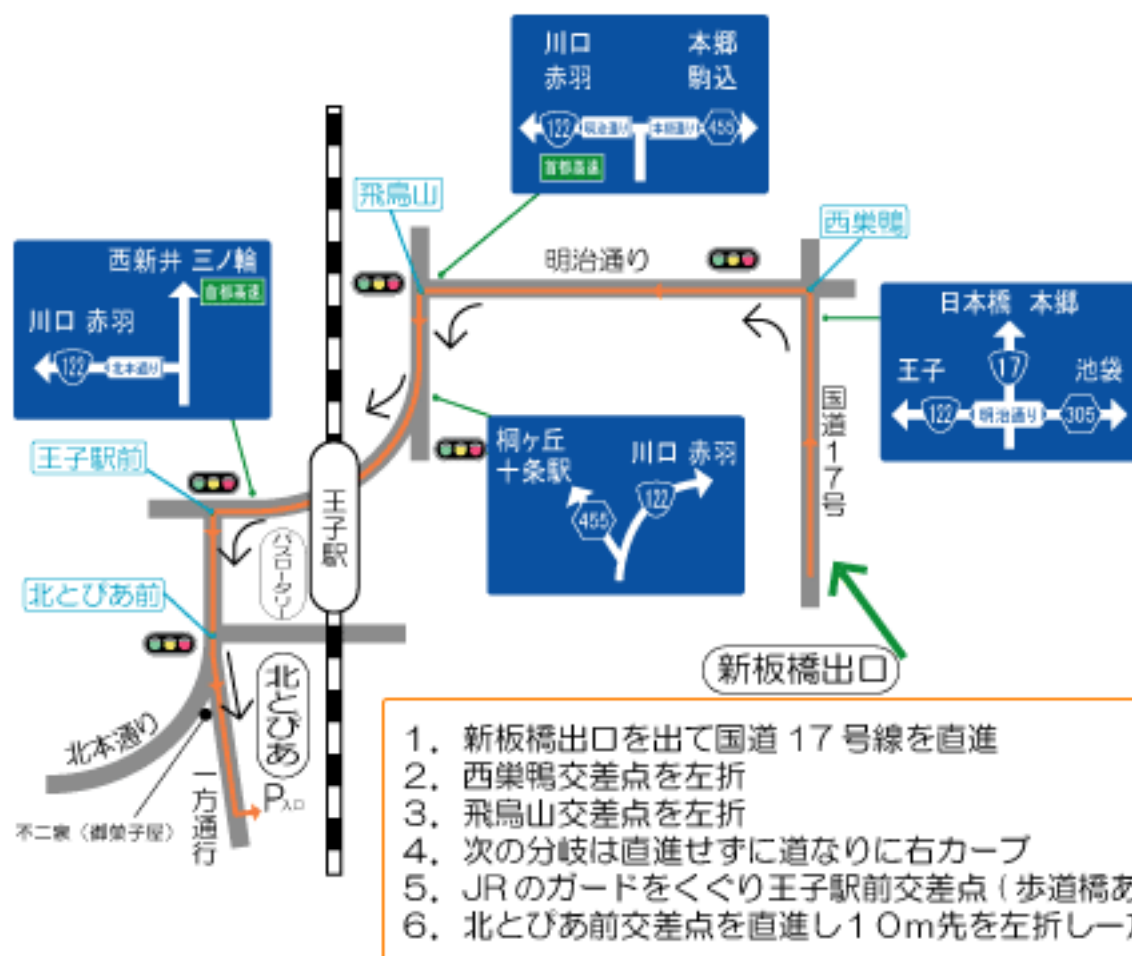 川口 本郷
赤羽 駒込
122 明治通り 本郷通り 455
首都高速
飛鳥山
西巣鴨
明治通り
西新井 三ノ輪
首都高速
川口 赤羽
122 北本通り
日本橋 本郷
17
王子 池袋
122 明治通り 305
国道17号
桐ヶ丘
十条駅
川口 赤羽
455 122
王子駅前
王子駅
バスロータリー
北とぴあ前
新板橋出口
北とぴあ
北本通り
P入口
不二家（御菓子屋）
一方通行
1．新板橋出口を出て国道 17 号線を直進
2．西巣鴨交差点を左折
3．飛鳥山交差点を左折
4．次の分岐は直進せずに道なりに右カーブ
5．JRのガードをくぐり王子駅前交差点 ( 歩道橋あ
6．北とぴあ前交差点を直進し10m先を左折し一方